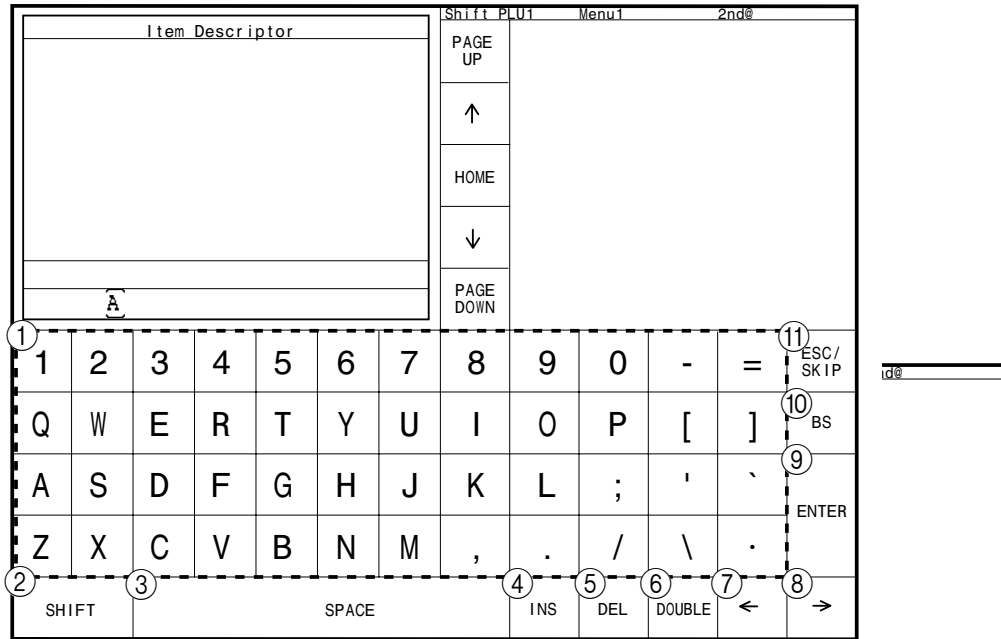 Shift PLU1 Menu1 2nd@
Item Descriptor
PAGE
UP
↑
HOME
↓
PAGE
DOWN
A
1 11
1 2 3 4 5 6 7 8 9 0 - = ESC/
SKIP
nd@
10
Q W E R T Y U I O P [ ] BS
9
A S D F G H J K L ; ' `
ENTER
Z X C V B N M , . / \ ·
2 3 4 5 6 7 8
SHIFT SPACE INS DEL DOUBLE ← →